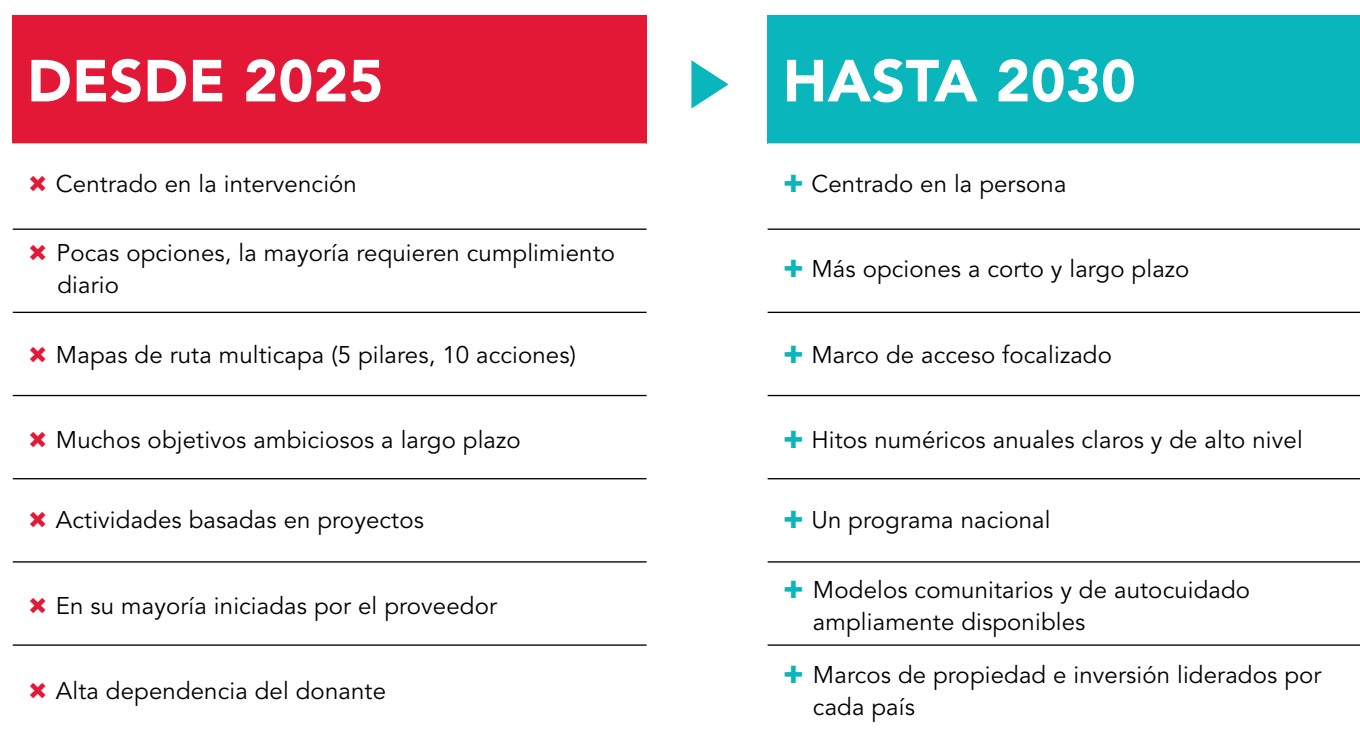 DESDE 2025
HASTA 2030
Centrado en la intervención
Centrado en la persona
Pocas opciones, la mayoría requieren cumplimiento
diario
Más opciones a corto y largo plazo
Mapas de ruta multicapa (5 pilares, 10 acciones)
Marco de acceso focalizado
Muchos objetivos ambiciosos a largo plazo
Hitos numéricos anuales claros y de alto nivel
Actividades basadas en proyectos
Un programa nacional
En su mayoría iniciadas por el proveedor
Modelos comunitarios y de autocuidado
ampliamente disponibles
Alta dependencia del donante
Marcos de propiedad e inversión liderados por
cada país